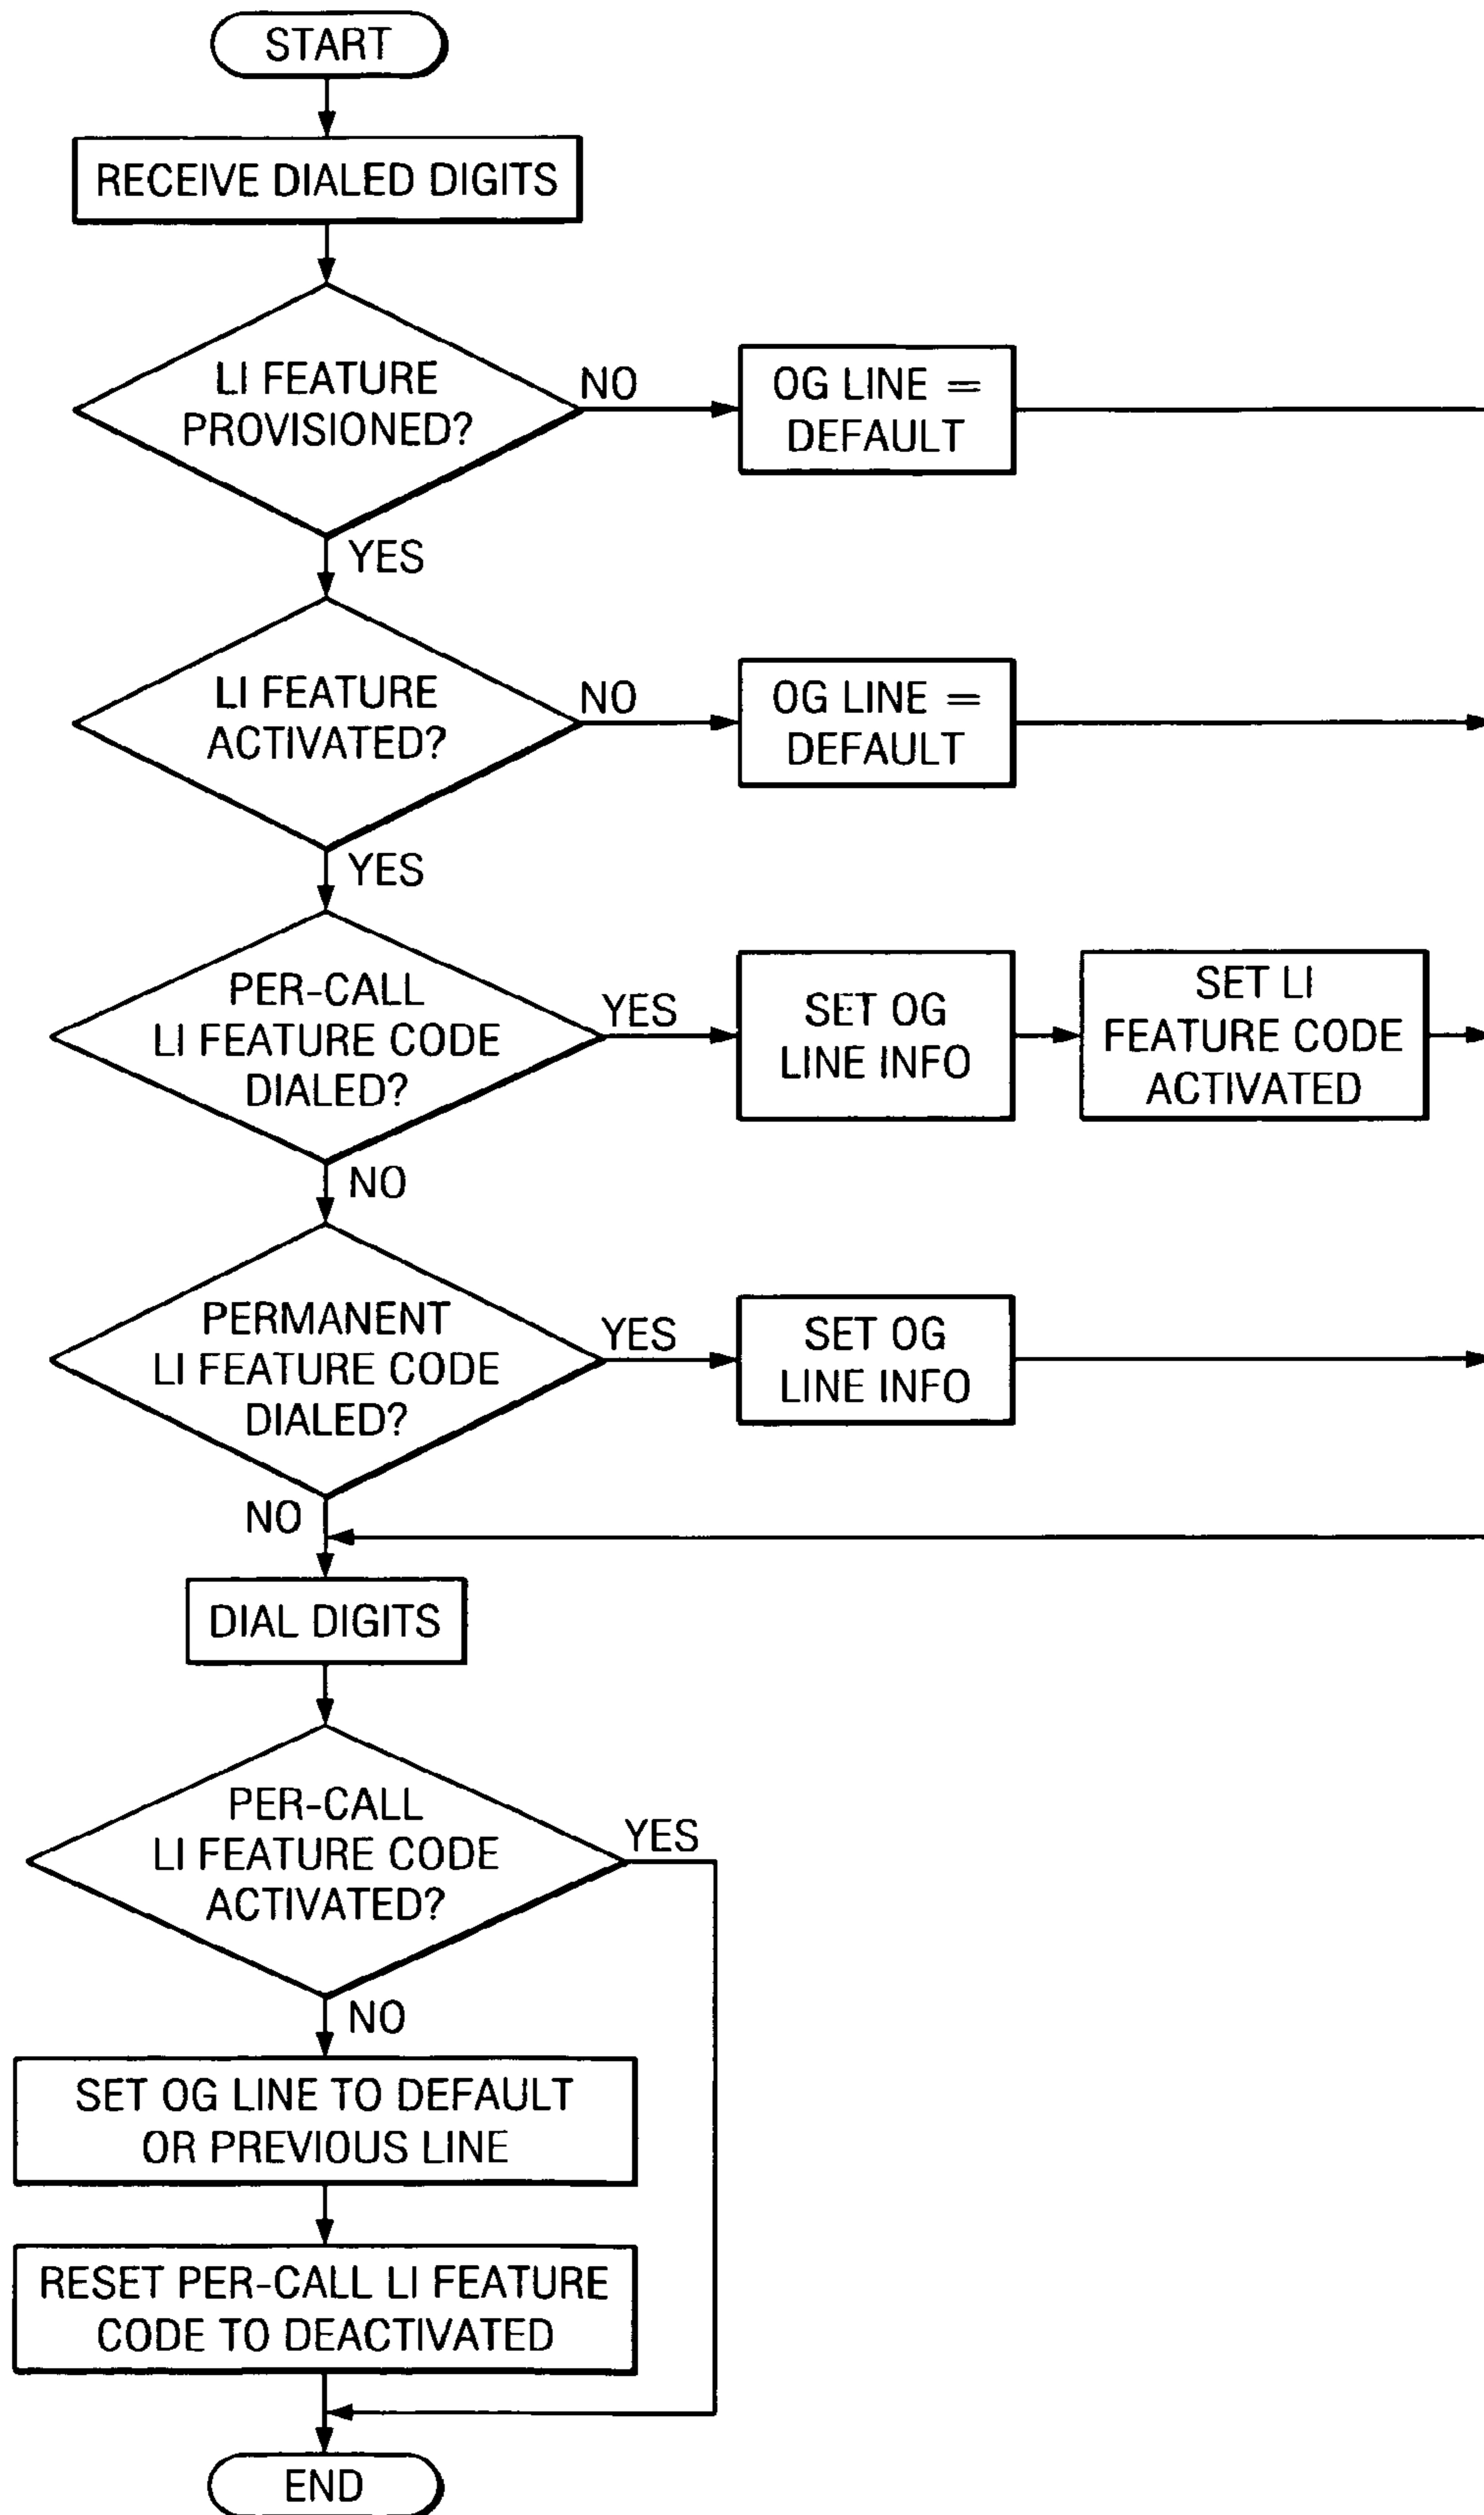 START
RECEIVE DIALED DIGITS
LI FEATURE
PROVISIONED?
NO
OG LINE =
DEFAULT
YES
LI FEATURE
ACTIVATED?
NO
OG LINE =
DEFAULT
YES
PER-CALL
LI FEATURE CODE
DIALED?
YES
SET OG
LINE INFO
SET LI
FEATURE CODE
ACTIVATED
NO
PERMANENT
LI FEATURE CODE
DIALED?
YES
SET OG
LINE INFO
NO
DIAL DIGITS
PER-CALL
LI FEATURE CODE
ACTIVATED?
YES
NO
SET OG LINE TO DEFAULT
OR PREVIOUS LINE
RESET PER-CALL LI FEATURE
CODE TO DEACTIVATED
END